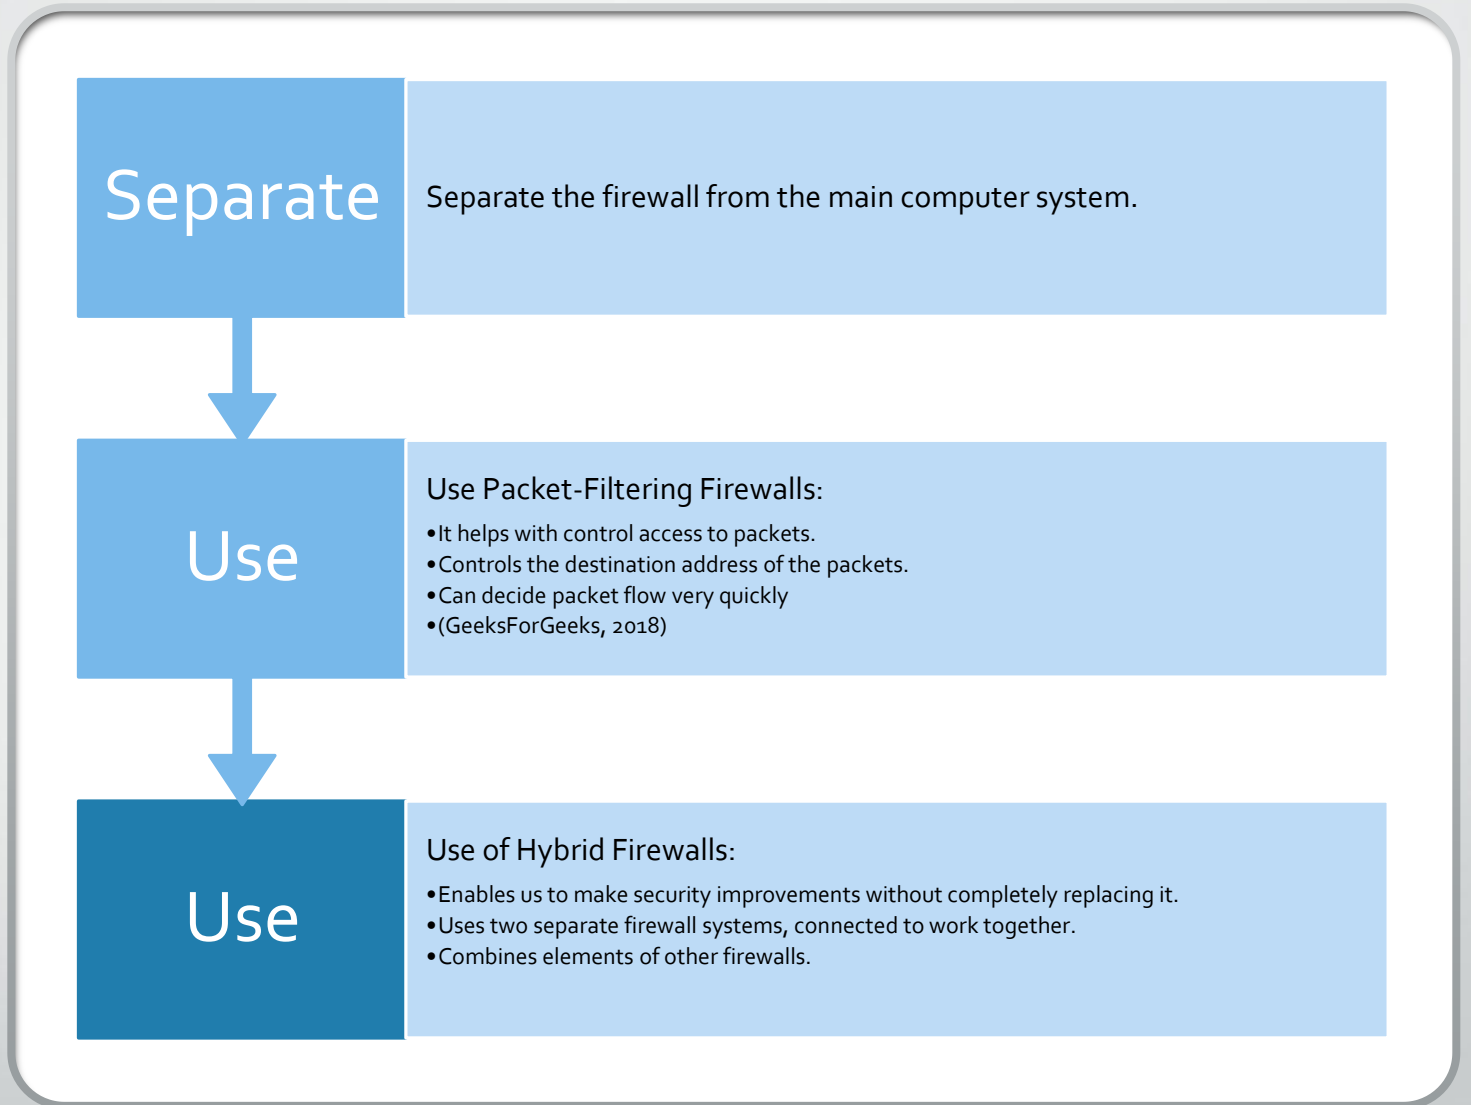 Separate
Separate the firewall from the main computer system.
Use
Use Packet-Filtering Firewalls:
•It helps with control access to packets.
•Controls the destination address of the packets.
•Can decide packet flow very quickly
•(GeeksForGeeks, 2018)
Use
Use of Hybrid Firewalls:
•Enables us to make security improvements without completely replacing it.
•Uses two separate firewall systems, connected to work together.
•Combines elements of other firewalls.